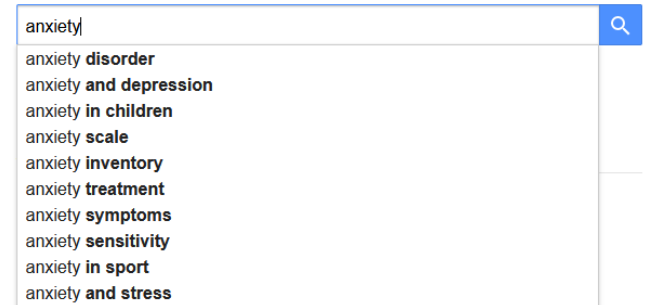 anxiety
anxiety disorder
anxiety and depression
anxiety in children
anxiety scale
anxiety inventory
anxiety treatment
anxiety symptoms
anxiety sensitivity
anxiety in sport
anxiety and stress